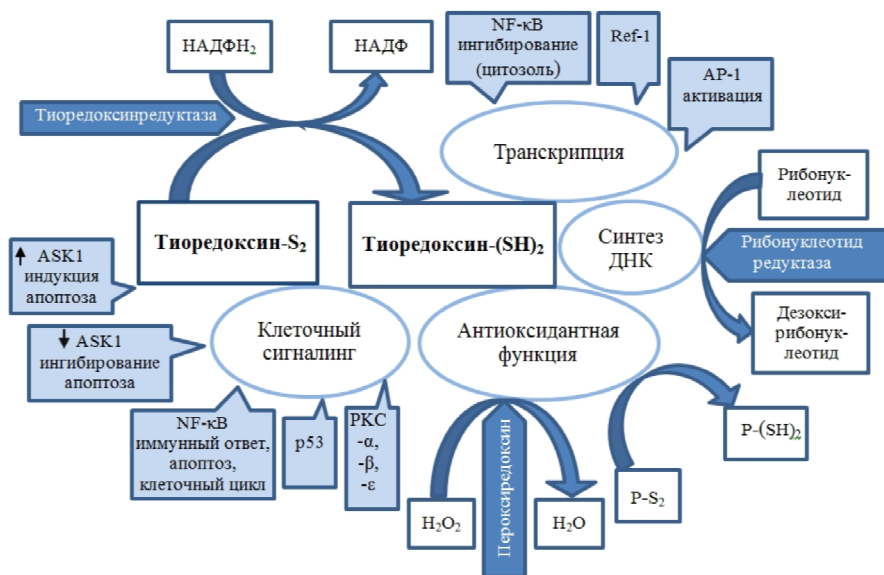 НАДФН₂
НАДФ
NF-κB
ингибирование
(цитозоль)
Ref-1
AP-1
активация
Тиоредоксинредуктаза
Транскрипция
Рибонук-
леотид
Тиоредоксин-S₂
Тиоредоксин-(SH)₂
Синтез
ДНК
Рибонуклеотид
редуктаза
↑ ASK1
индукция
апоптоза
Дезокси-
рибонук-
леотид
Клеточный
сигналинг
Антиоксидантная
функция
↓ ASK1
ингибирование
апоптоза
NF-κB
иммунный ответ,
апоптоз,
клеточный цикл
p53
PKC
-α,
-β,
-ε
Пероксиредоксин
H₂O₂
H₂O
P-S₂
P-(SH)₂